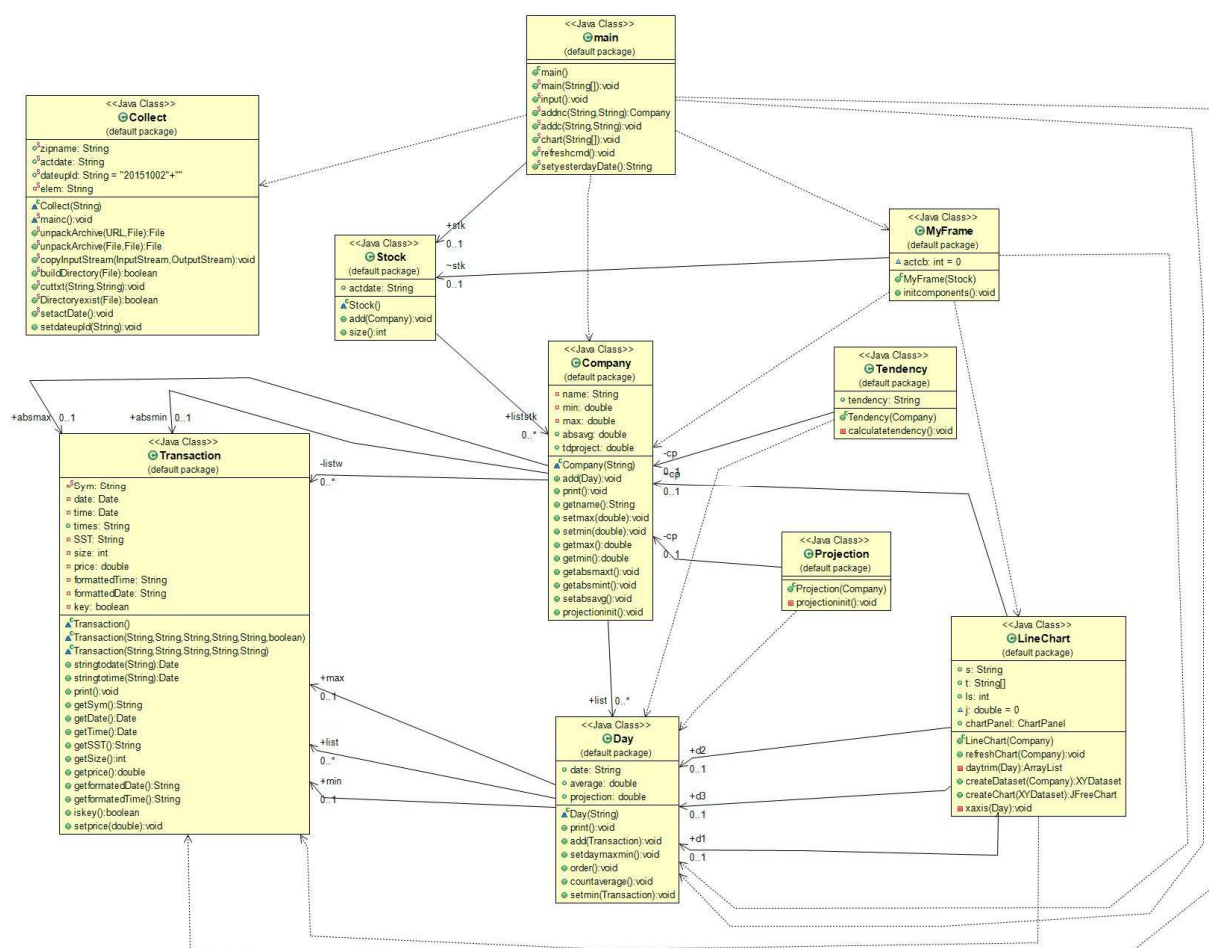 <<Java Class>>
main
(default package)
main()
main(String[]):void
input():void
addnc(String,String):Company
addc(String,String):void
chart(String[]):void
refreshcmd():void
setyesterdayDate():String
<<Java Class>>
Collect
(default package)
zipname: String
actdate: String
dateupld: String = "20151002"+""
elem: String
Collect(String)
mainc():void
unpackArchive(URL,File):File
unpackArchive(File,File):File
copyInputStream(InputStream,OutputStream):void
buildDirectory(File):boolean
cuttxt(String,String):void
Directoryexist(File):boolean
setactDate():void
setdateupld(String):void
+stk
0..1
<<Java Class>>
Stock
(default package)
actdate: String
Stock()
add(Company):void
size():int
~stk
0..1
<<Java Class>>
MyFrame
(default package)
actcb: int = 0
MyFrame(Stock)
initcomponents():void
<<Java Class>>
Company
(default package)
name: String
min: double
max: double
absavg: double
tdproject: double
Company(String)
add(Day):void
print():void
getname():String
setmax(double):void
setmin(double):void
getmax():double
getmin():double
getabsmaxt():void
getabsmint():void
setabsavg():void
projectioninit():void
<<Java Class>>
Tendency
(default package)
tendency: String
Tendency(Company)
calculatetendency():void
+absmax 0..1
+absmin 0..1
+liststk
0..*
-listw
0..*
-cp
0..1
-cp
0..1
-cp
0..1
<<Java Class>>
Transaction
(default package)
Sym: String
date: Date
time: Date
times: String
SST: String
size: int
price: double
formattedTime: String
formattedDate: String
key: boolean
Transaction()
Transaction(String,String,String,String,String,boolean)
Transaction(String,String,String,String,String)
stringtodate(String):Date
stringtotime(String):Date
print():void
getSym():String
getDate():Date
getTime():Date
getSST():String
getSize():int
getprice():double
getformatedDate():String
getformatedTime():String
iskey():boolean
setprice(double):void
<<Java Class>>
Projection
(default package)
Projection(Company)
projectioninit():void
<<Java Class>>
LineChart
(default package)
s: String
t: String[]
ls: int
j: double = 0
chartPanel: ChartPanel
LineChart(Company)
refreshChart(Company):void
daytrim(Day):ArrayList
createDataset(Company):XYDataset
createChart(XYDataset):JFreeChart
xaxis(Day):void
+max
0..1
+list
0..*
+min
0..1
+list 0..*
<<Java Class>>
Day
(default package)
date: String
average: double
projection: double
Day(String)
print():void
add(Transaction):void
setdaymaxmin():void
order():void
countaverage():void
setmin(Transaction):void
+d2
0..1
+d3
0..1
+d1
0..1